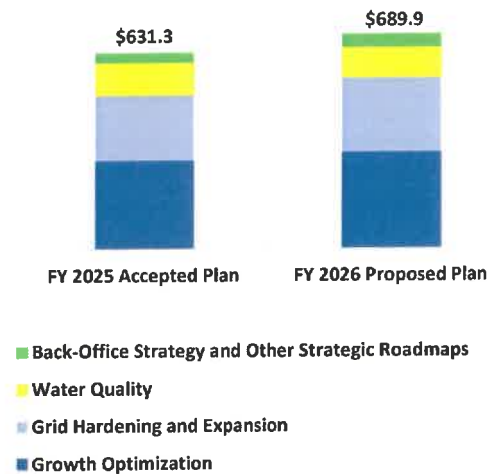 $631.3
$689.9
FY 2025 Accepted Plan
FY 2026 Proposed Plan
Back-Office Strategy and Other Strategic Roadmaps
Water Quality
Grid Hardening and Expansion
Growth Optimization